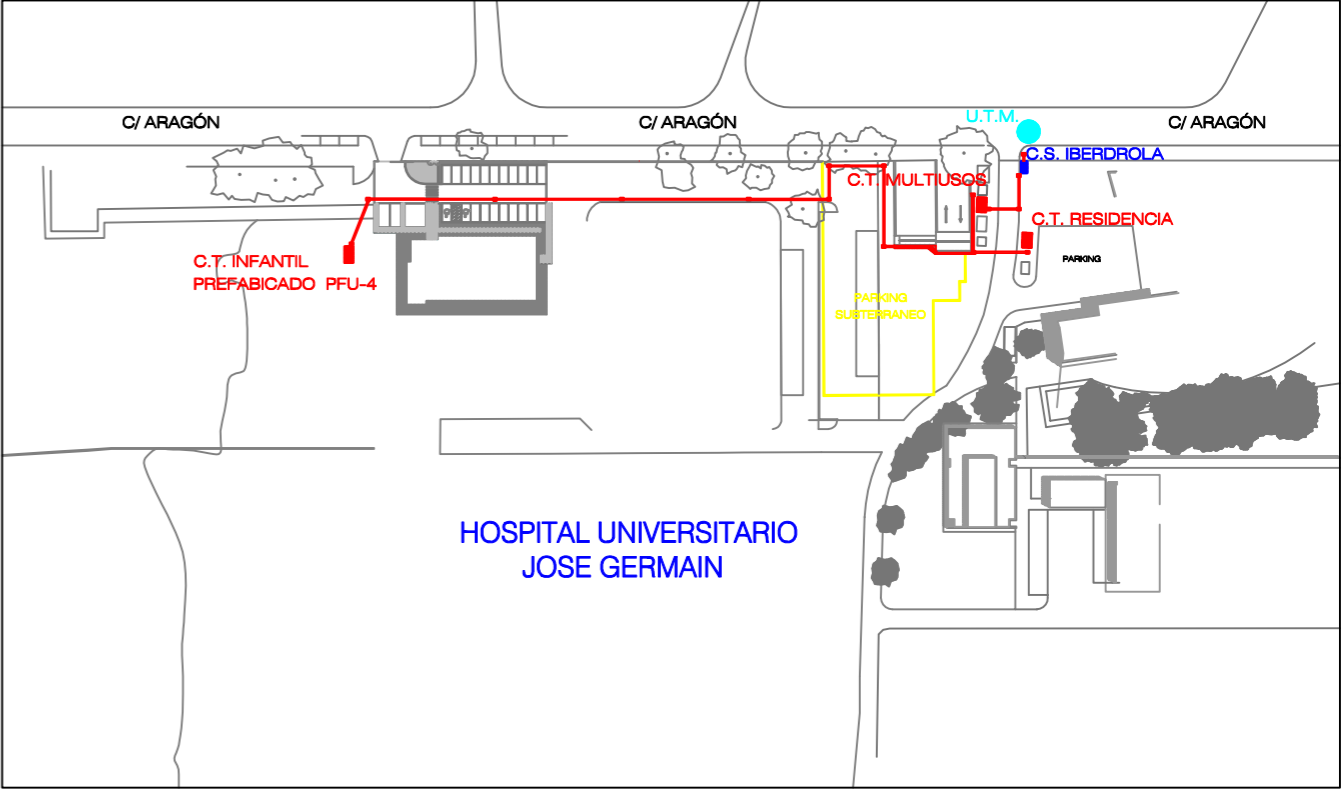 C/ ARAGÓN
C/ ARAGÓN
U.T.M.
C/ ARAGÓN
C.S. IBERDROLA
C.T. MULTIUSOS
C.T. RESIDENCIA
C.T. INFANTIL
PREFABICADO PFU-4
PARKING
PARKING
SUBTERRANEO
HOSPITAL UNIVERSITARIO
JOSE GERMAIN